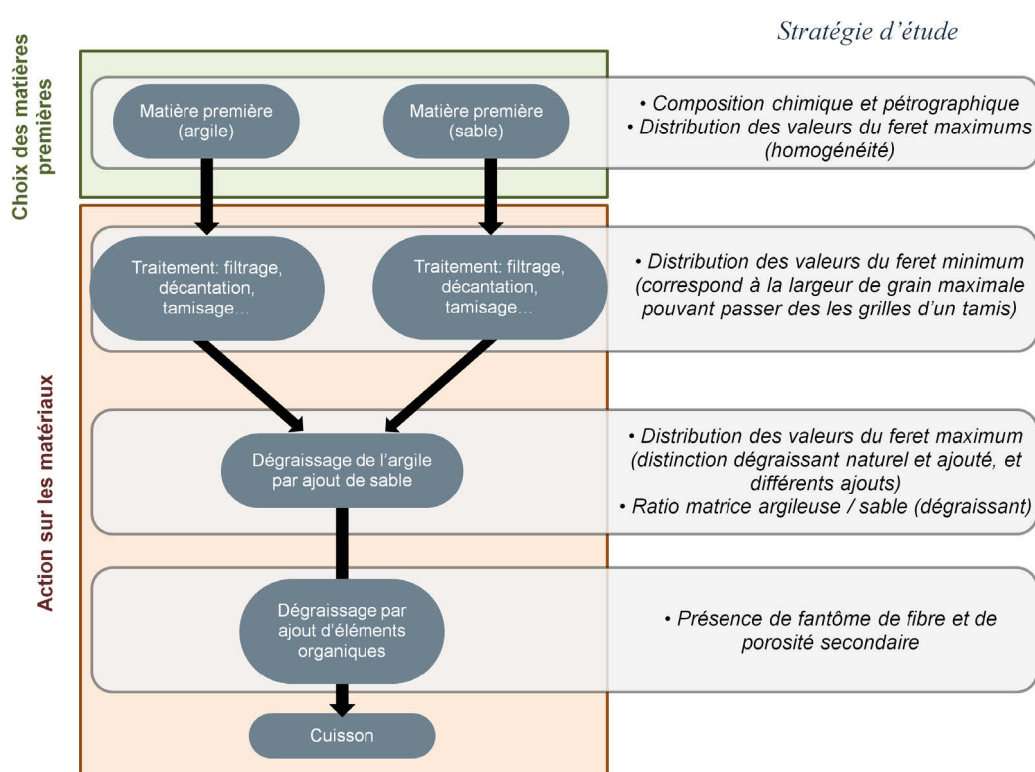 Stratégie d'étude
Choix des matières
premières
Matière première
(argile)
Matière première
(sable)
• Composition chimique et pétrographique
• Distribution des valeurs du feret maximums
(homogénéité)
Action sur les matériaux
Traitement: filtrage,
décantation,
tamisage…
Traitement: filtrage,
décantation,
tamisage…
• Distribution des valeurs du feret minimum
(correspond à la largeur de grain maximale
pouvant passer des les grilles d'un tamis)
Dégraissage de l'argile
par ajout de sable
• Distribution des valeurs du feret maximum
(distinction dégraissant naturel et ajouté, et
différents ajouts)
• Ratio matrice argileuse / sable (dégraissant)
Dégraissage par
ajout d'éléments
organiques
• Présence de fantôme de fibre et de
porosité secondaire
Cuisson